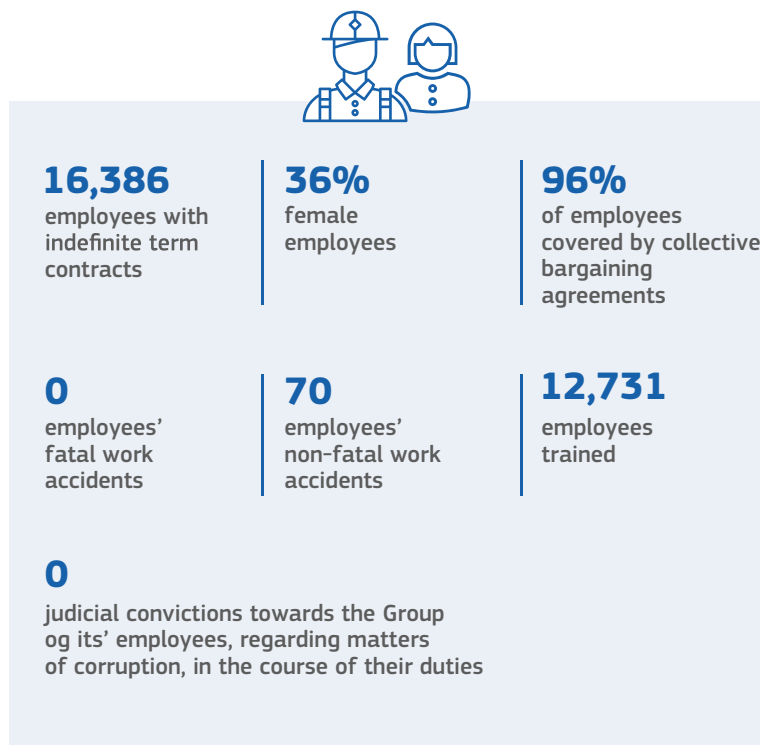 16,386
employees with
indefinite term
contracts
36%
female
employees
96%
of employees
covered by collective
bargaining
agreements
0
employees’
fatal work
accidents
70
employees’
non-fatal work
accidents
12,731
employees
trained
0
judicial convictions towards the Group
og its’ employees, regarding matters
of corruption, in the course of their duties